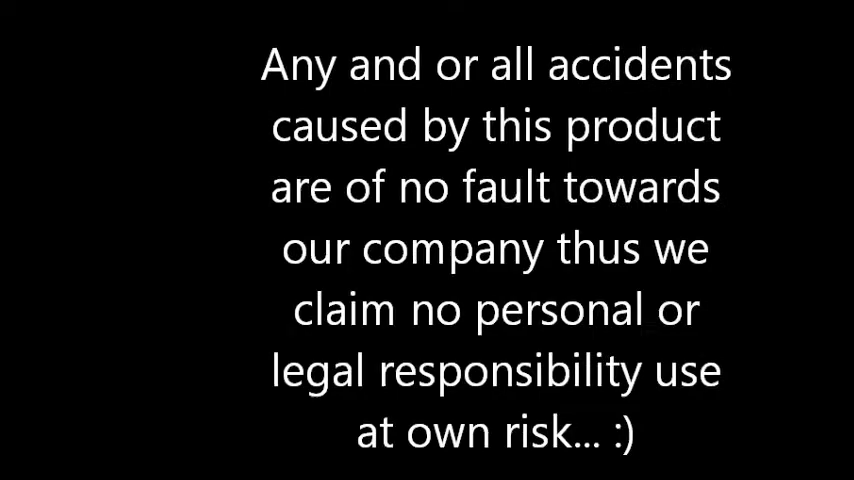 Any and or all accidents
caused by this product
are of no fault towards
our company thus we
claim no personal or
legal responsibility use
at own risk... :)